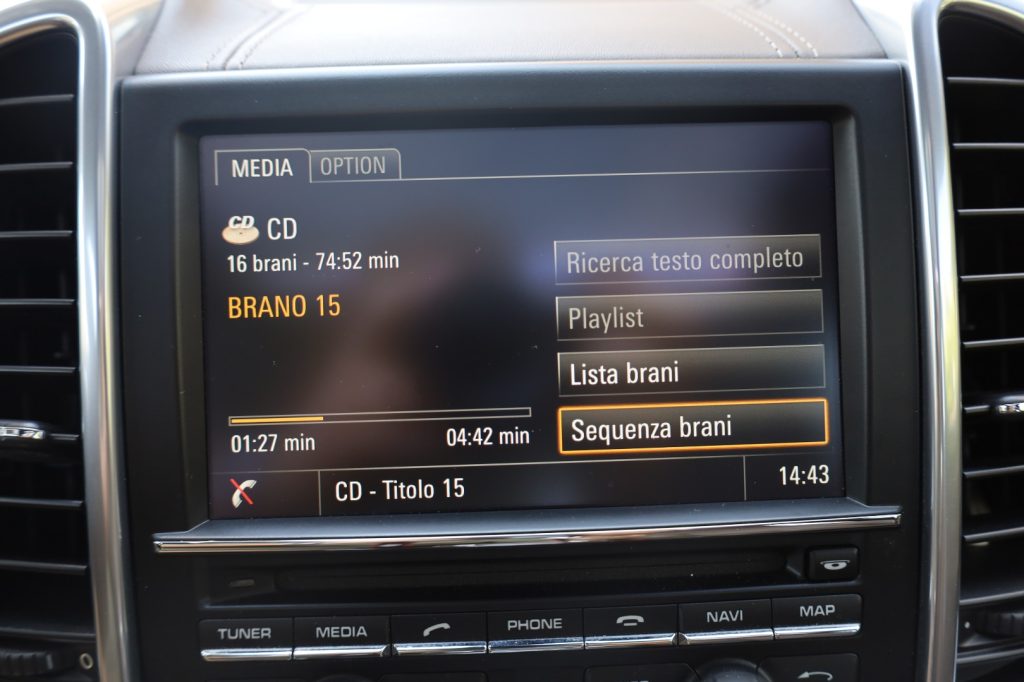 MEDIA OPTION
CD CD
16 brani - 74:52 min
BRANO 15
Ricerca testo completo
Playlist
Lista brani
Sequenza brani
01:27 min 04:42 min
CD - Titolo 15 14:43
TUNER MEDIA PHONE NAVI MAP